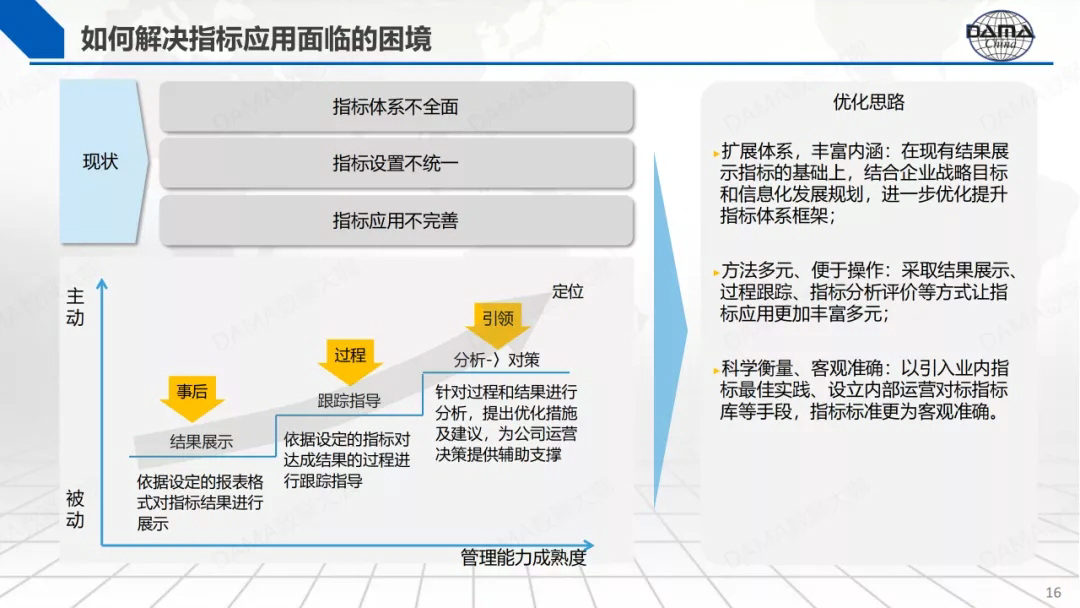 如何解决指标应用面临的困境
DAMA
China
现状
指标体系不全面
指标设置不统一
指标应用不完善
主
动
被
动
定位
引领
分析-〉对策
针对过程和结果进行
分析，提出优化措施
及建议，为公司运营
决策提供辅助支撑
过程
跟踪指导
依据设定的指标对
达成结果的过程进
行跟踪指导
事后
结果展示
依据设定的报表格
式对指标结果进行
展示
管理能力成熟度
优化思路
扩展体系，丰富内涵：在现有结果展
示指标的基础上，结合企业战略目标
和信息化发展规划，进一步优化提升
指标体系框架；
方法多元、便于操作：采取结果展示、
过程跟踪、指标分析评价等方式让指
标应用更加丰富多元；
科学衡量、客观准确：以引入业内指
标最佳实践、设立内部运营对标指标
库等手段，指标标准更为客观准确。
16